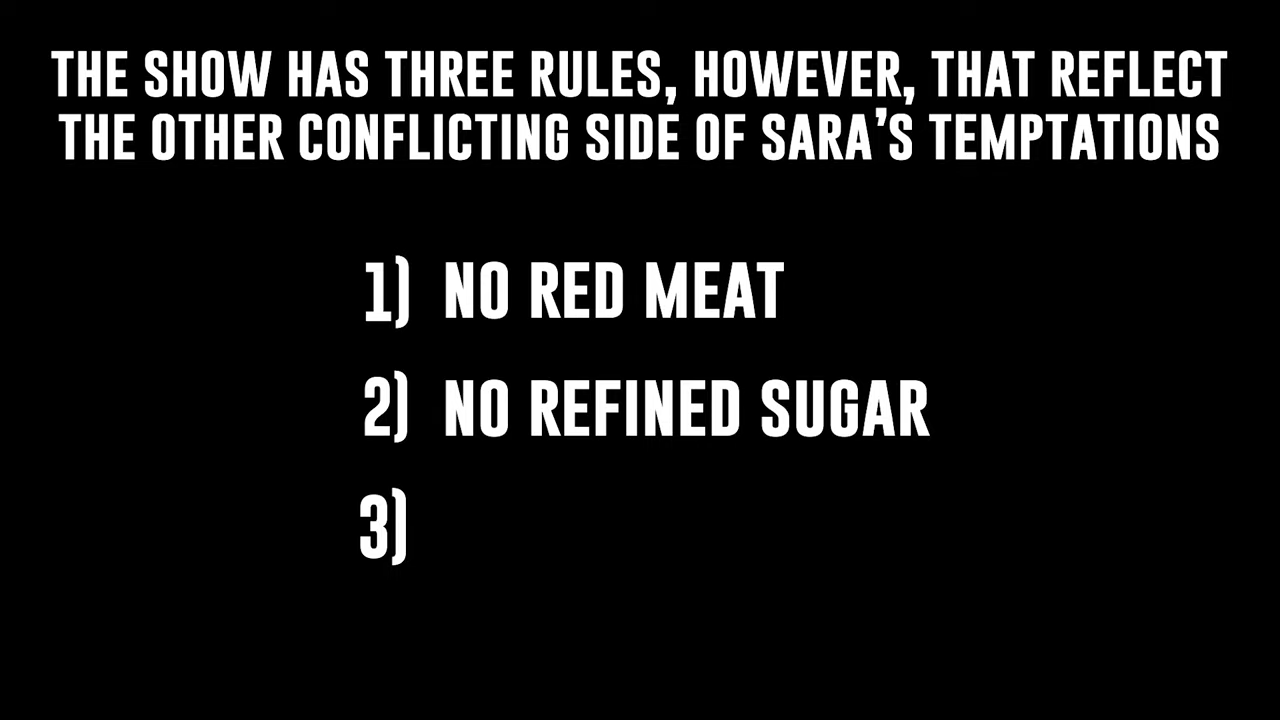 THE SHOW HAS THREE RULES, HOWEVER, THAT REFLECT
THE OTHER CONFLICTING SIDE OF SARA’S TEMPTATIONS
1) NO RED MEAT
2) NO REFINED SUGAR
3)